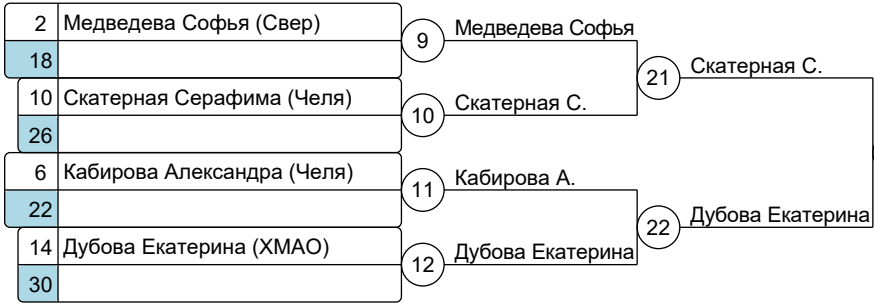 2 Медведева Софья (Свер)
9 Медведева Софья
18
21 Скатерная С.
10 Скатерная Серафима (Челя)
10 Скатерная С.
26
6 Кабирова Александра (Челя)
11 Кабирова А.
22
22 Дубова Екатерина
14 Дубова Екатерина (ХМАО)
12 Дубова Екатерина
30